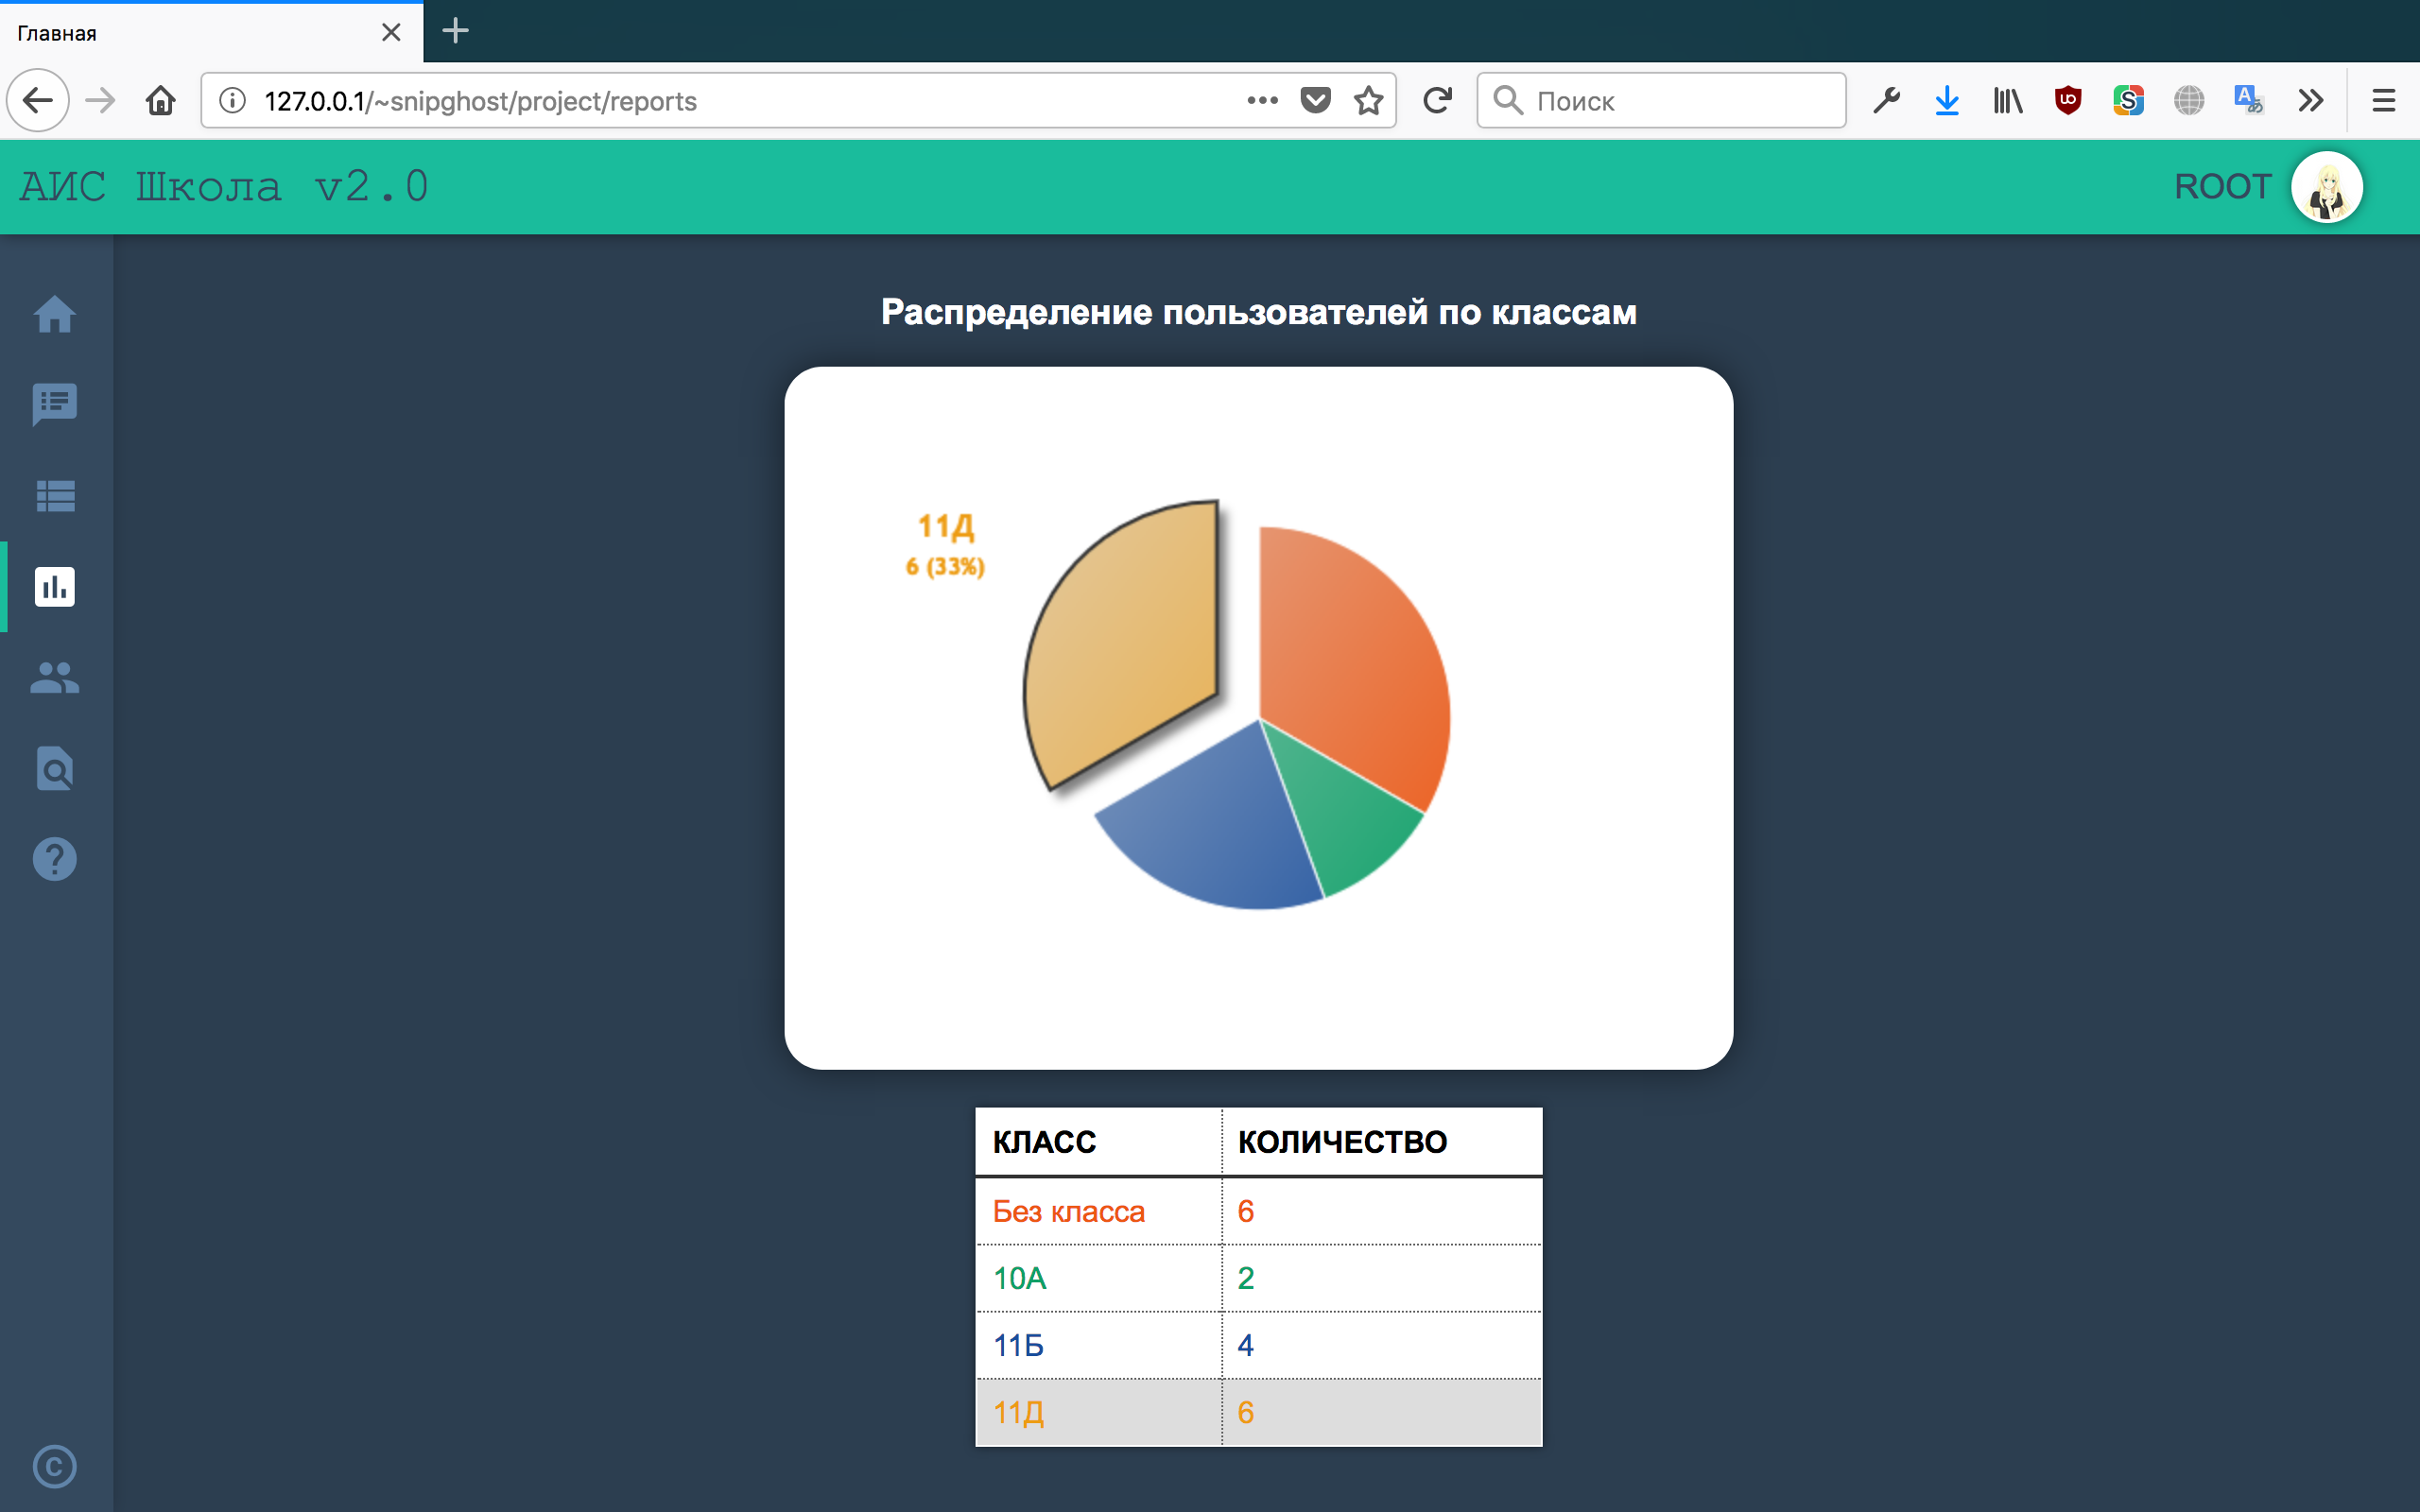 Главная
127.0.0.1/~snipghost/project/reports
Поиск
АИС Школа v2.0
ROOT
Распределение пользователей по классам
11Д
6 (33%)
КЛАСС КОЛИЧЕСТВО
Без класса 6
10А 2
11Б 4
11Д 6